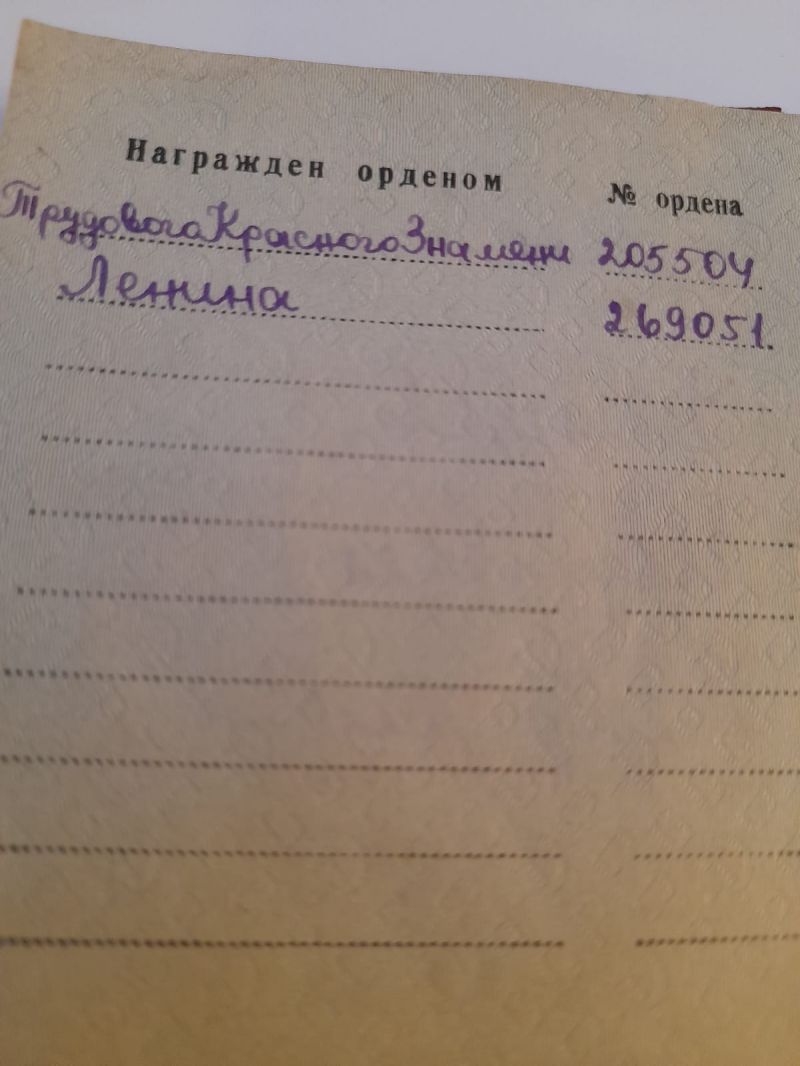 Награжден орденом № ордена
Трудового Красного Знамени 205504
Ленина 269051.